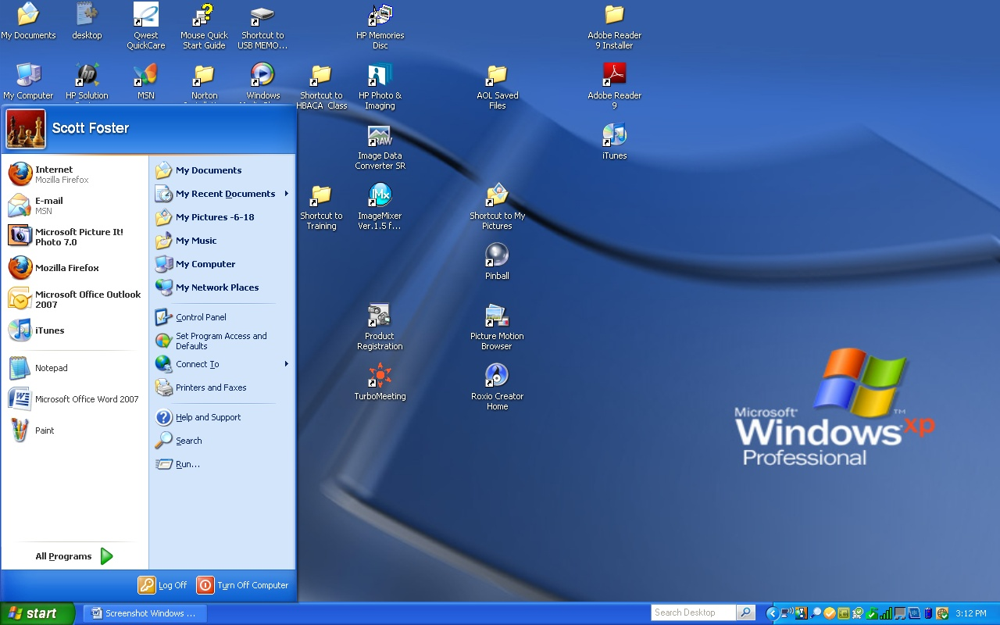 My Documents
desktop
Qwest
QuickCare
Mouse Quick
Start Guide
Shortcut to
USB MEMO...
HP Memories
Disc
Adobe Reader
9 Installer
My Computer
HP Solution
MSN
Norton
Windows
Shortcut to
HBACA Class
HP Photo &
Imaging
AOL Saved
Files
Adobe Reader
9
Scott Foster
RAW
Image Data
Converter SR
iTunes
Internet
Mozilla Firefox
E-mail
MSN
Microsoft Picture It!
Photo 7.0
Mozilla Firefox
Microsoft Office Outlook
2007
iTunes
Notepad
Microsoft Office Word 2007
Paint
All Programs
My Documents
My Recent Documents
My Pictures -6-18
My Music
My Computer
My Network Places
Control Panel
Set Program Access and
Defaults
Connect To
Printers and Faxes
Help and Support
Search
Run...
Log Off
Turn Off Computer
Shortcut to
Training
IMx
ImageMixer
Ver.1.5 f...
Shortcut to My
Pictures
Pinball
Product
Registration
Picture Motion
Browser
TurboMeeting
Roxio Creator
Home
Microsoft
Windows xp
Professional
start
Screenshot Windows ...
Search Desktop
3:12 PM